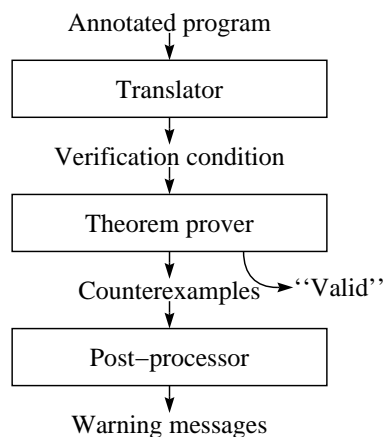 Annotated program
Translator
Verification condition
Theorem prover
Counterexamples
‘‘Valid’’
Post−processor
Warning messages